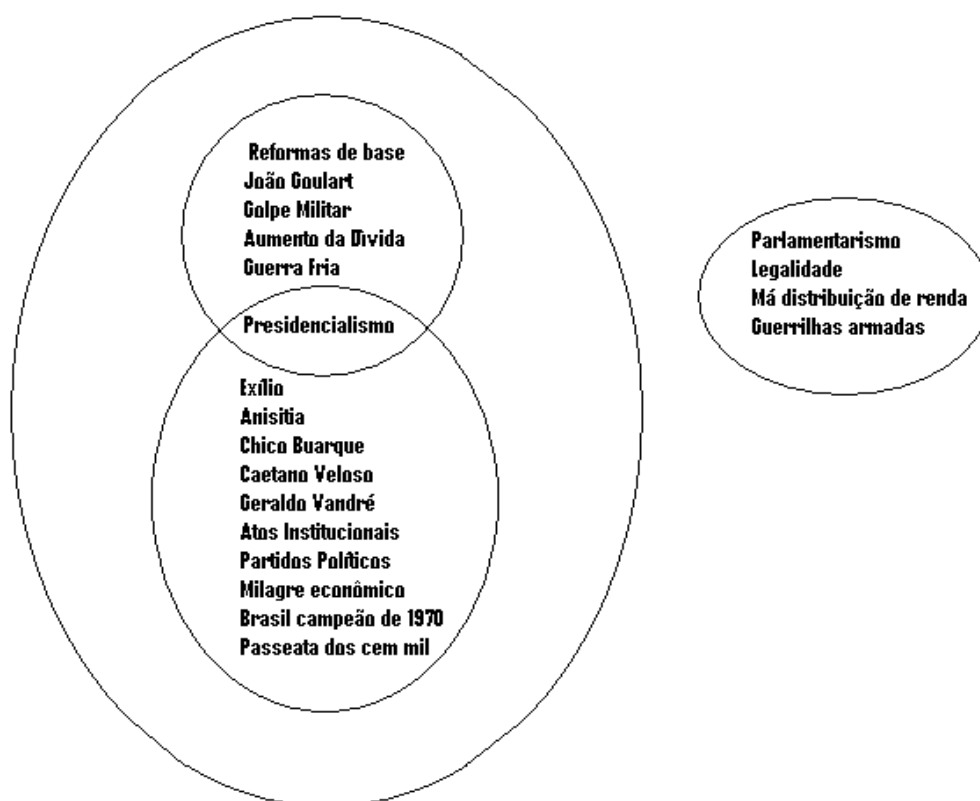 Reformas de base
João Goulart
Golpe Militar
Aumento da Dívida
Guerra Fria
Presidencialismo
Exílio
Anisitia
Chico Buarque
Caetano Veloso
Geraldo Vandré
Atos Institucionais
Partidos Políticos
Milagre econômico
Brasil campeão de 1970
Passeata dos cem mil
Parlamentarismo
Legalidade
Má distribuição de renda
Guerrilhas armadas